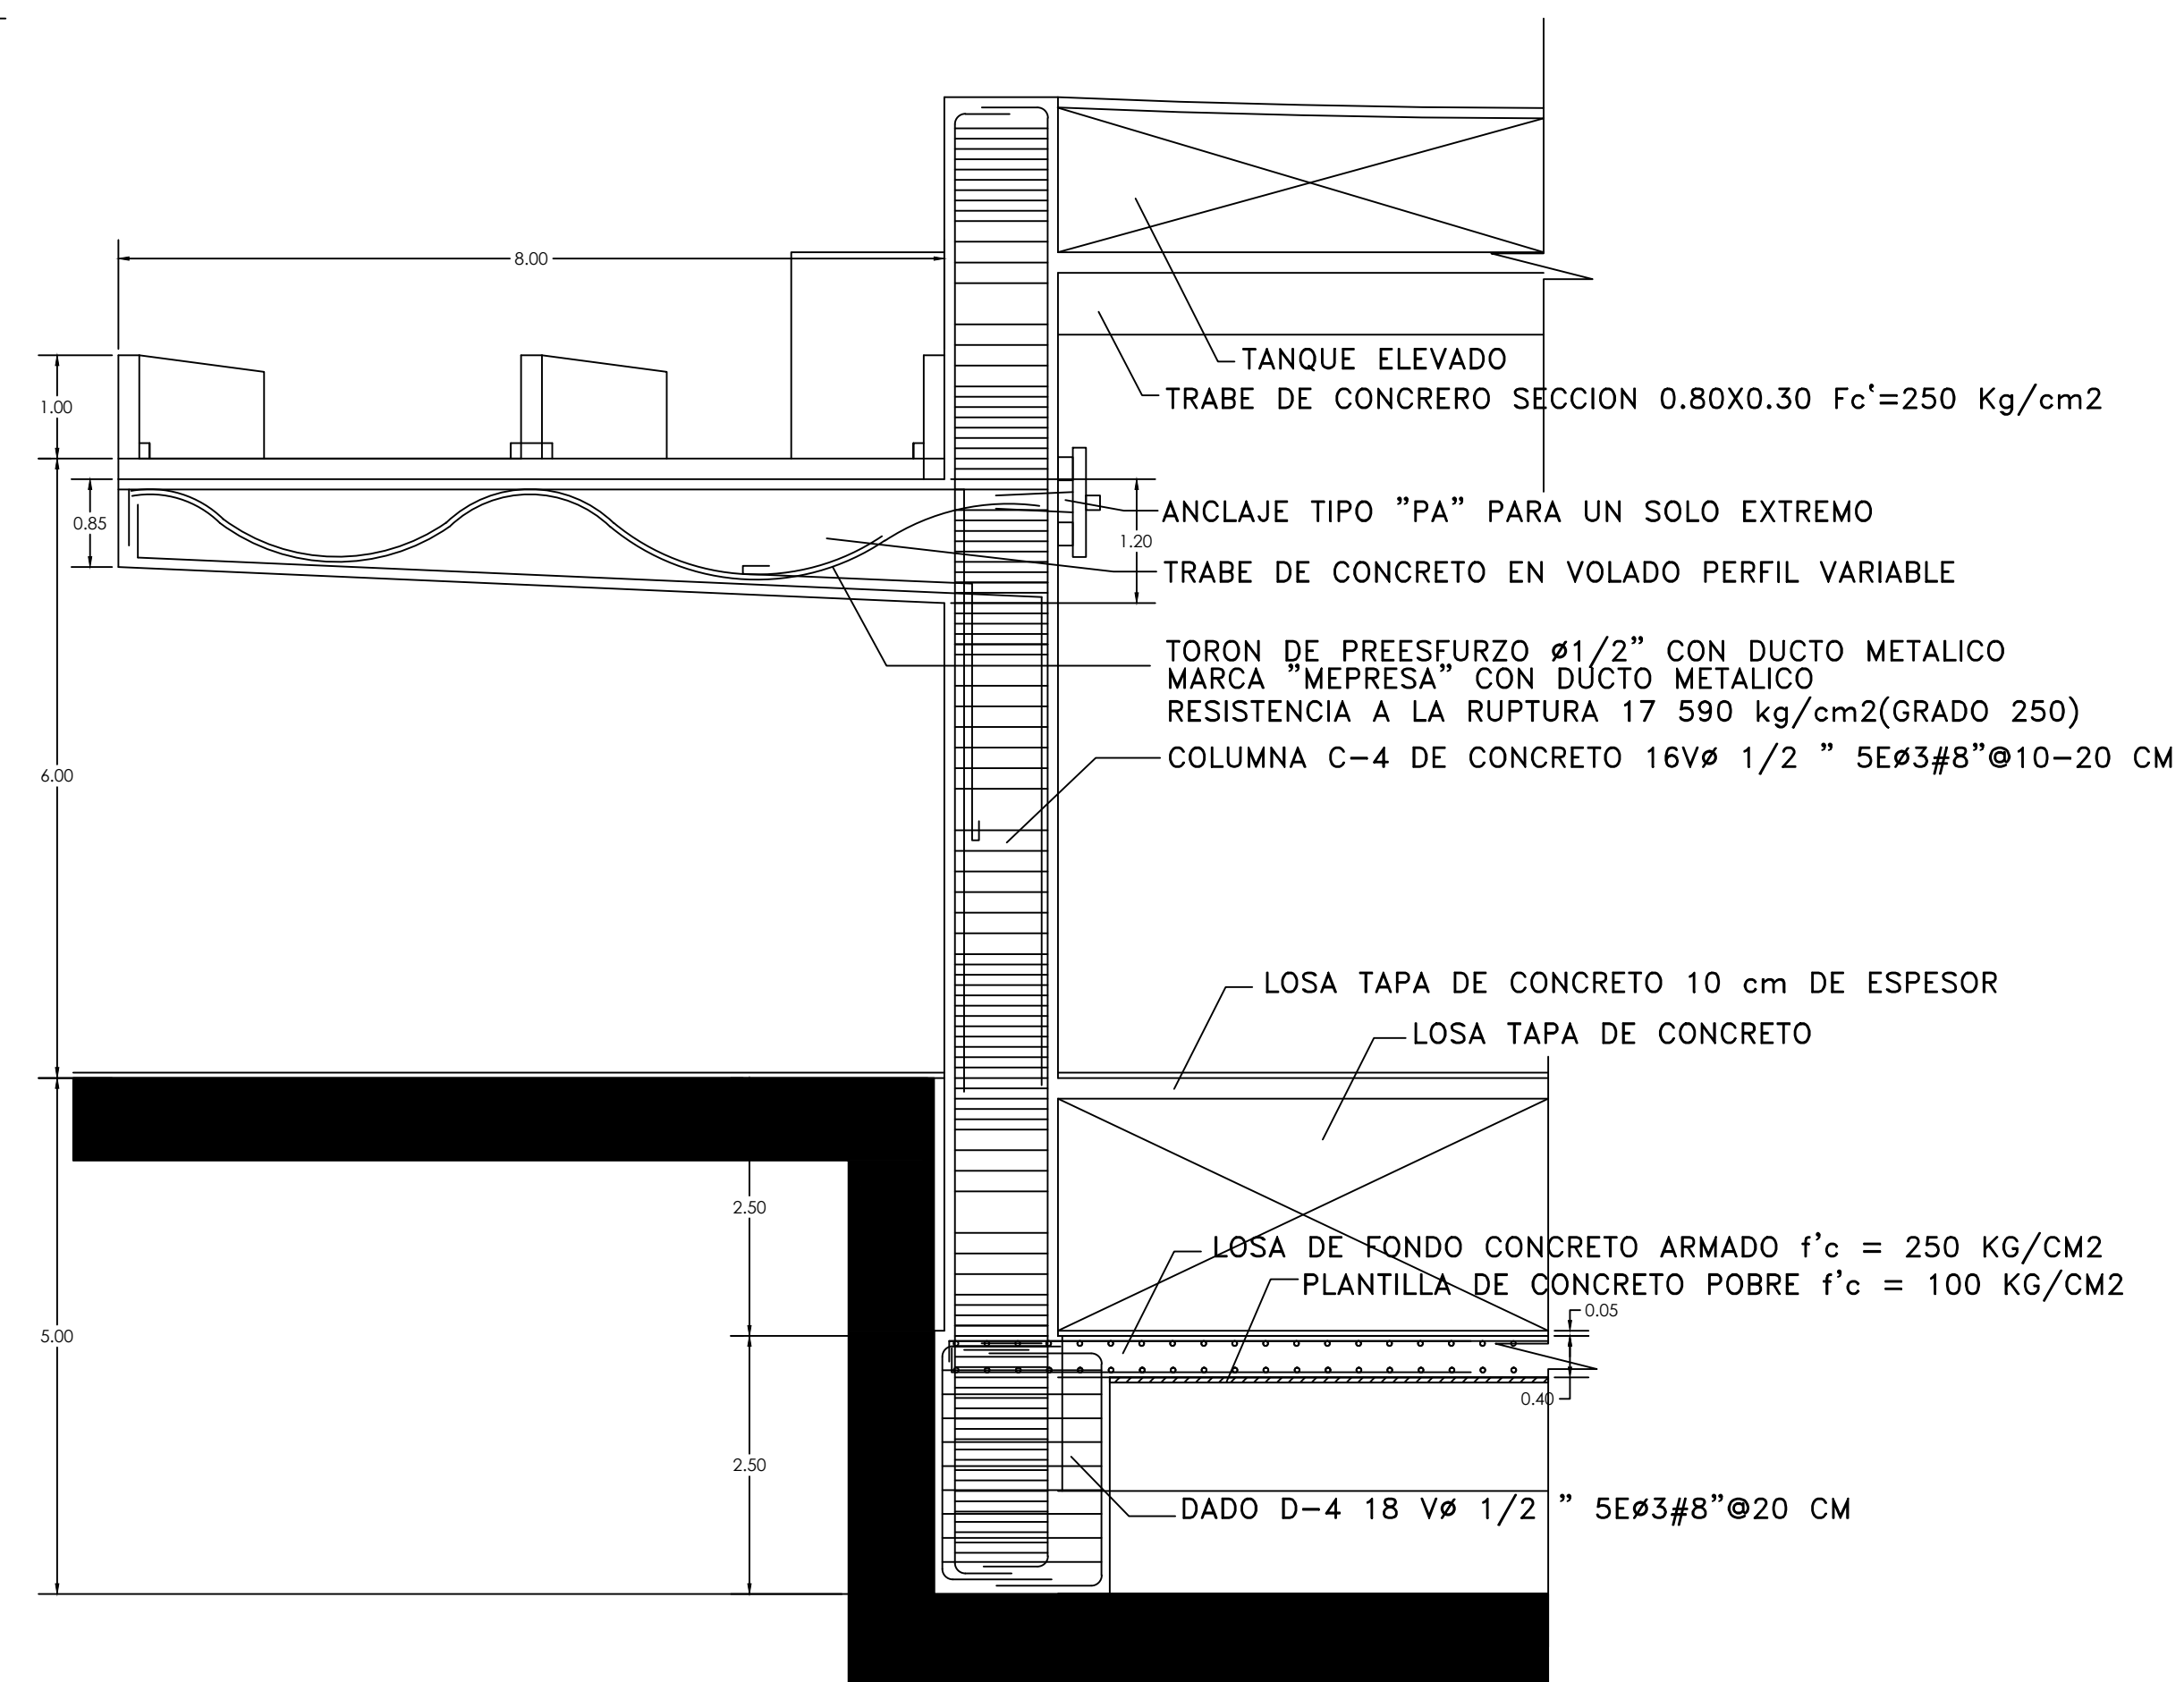 8.00
TANQUE ELEVADO
TRABE DE CONCRERO SECCION 0.80X0.30 Fc‘=250 Kg/cm2
1.00
ANCLAJE TIPO ”PA” PARA UN SOLO EXTREMO
0.85
1.20
TRABE DE CONCRETO EN VOLADO PERFIL VARIABLE
TORON DE PREESFURZO ø1/2” CON DUCTO METALICO
MARCA ”MEPRESA” CON DUCTO METALICO
RESISTENCIA A LA RUPTURA 17 590 kg/cm2(GRADO 250)
COLUMNA C-4 DE CONCRETO 16Vø 1/2 ” 5Eø3#8”@10-20 CM
6.00
LOSA TAPA DE CONCRETO 10 cm DE ESPESOR
LOSA TAPA DE CONCRETO
2.50
LOSA DE FONDO CONCRETO ARMADO f’c = 250 KG/CM2
PLANTILLA DE CONCRETO POBRE f’c = 100 KG/CM2
0.05
5.00
0.40
2.50
DADO D-4 18 Vø 1/2 ” 5Eø3#8”@20 CM